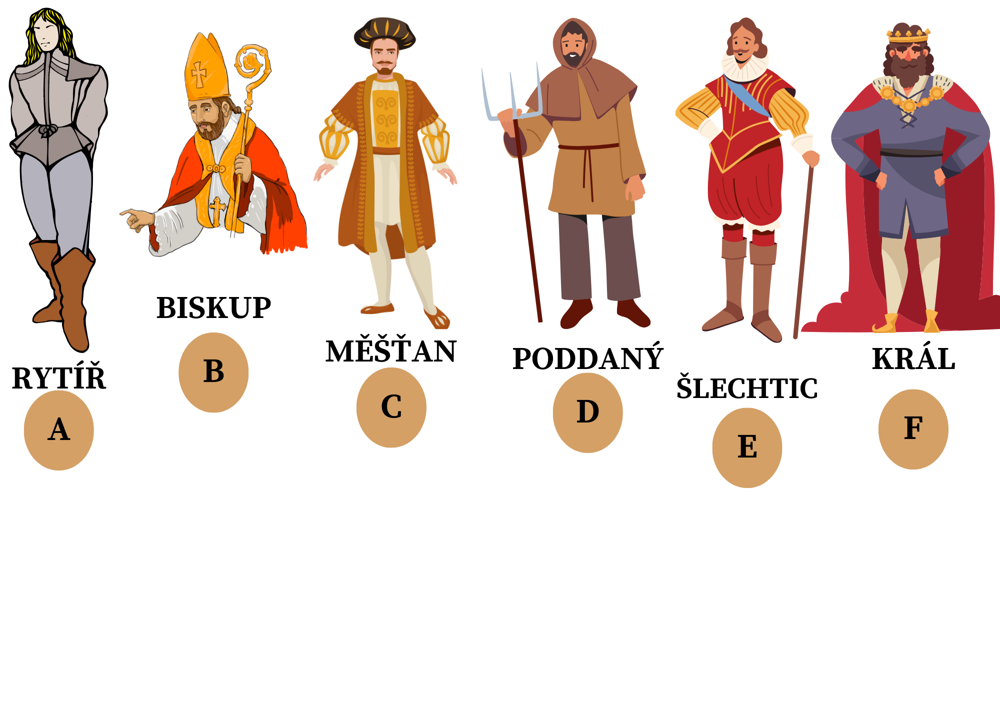 RYTÍŘ
A
BISKUP
B
MĚŠŤAN
C
PODDANÝ
D
ŠLECHTIC
E
KRÁL
F